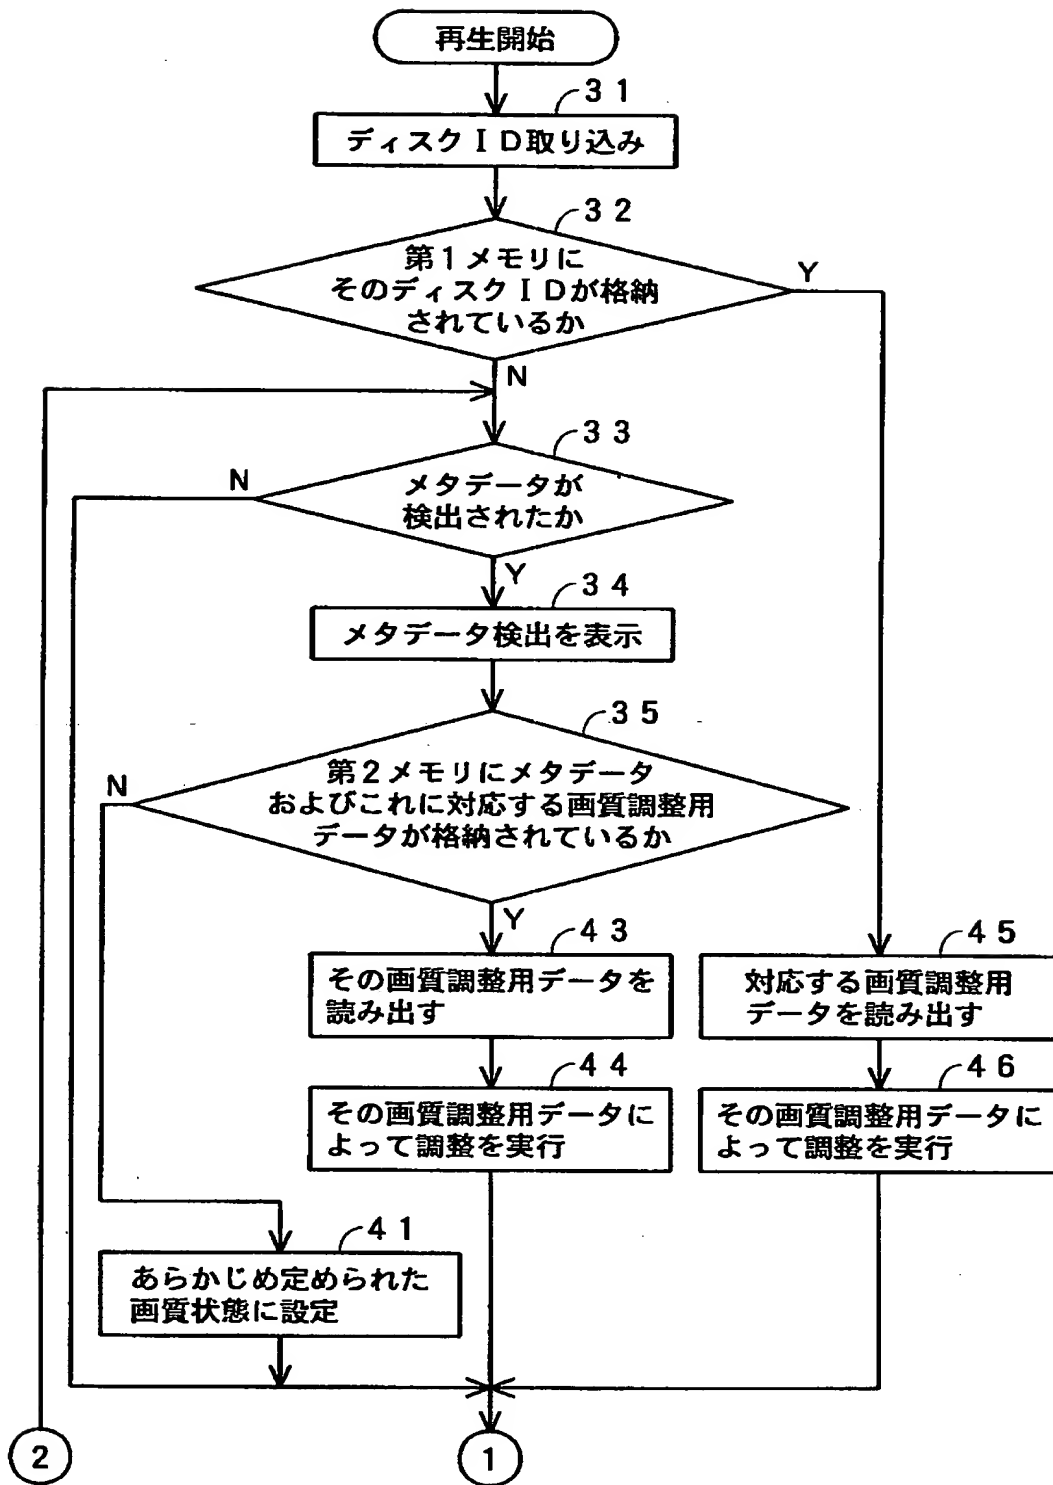 再生開始
31
ディスクＩＤ取り込み
32
第１メモリに
そのディスクＩＤが格納
されているか
Y
N
33
メタデータが
検出されたか
N
Y
34
メタデータ検出を表示
35
第２メモリにメタデータ
およびこれに対応する画質調整用
データが格納されているか
N
Y
43
その画質調整用データを
読み出す
45
対応する画質調整用
データを読み出す
44
その画質調整用データに
よって調整を実行
46
その画質調整用データに
よって調整を実行
41
あらかじめ定められた
画質状態に設定
2
1